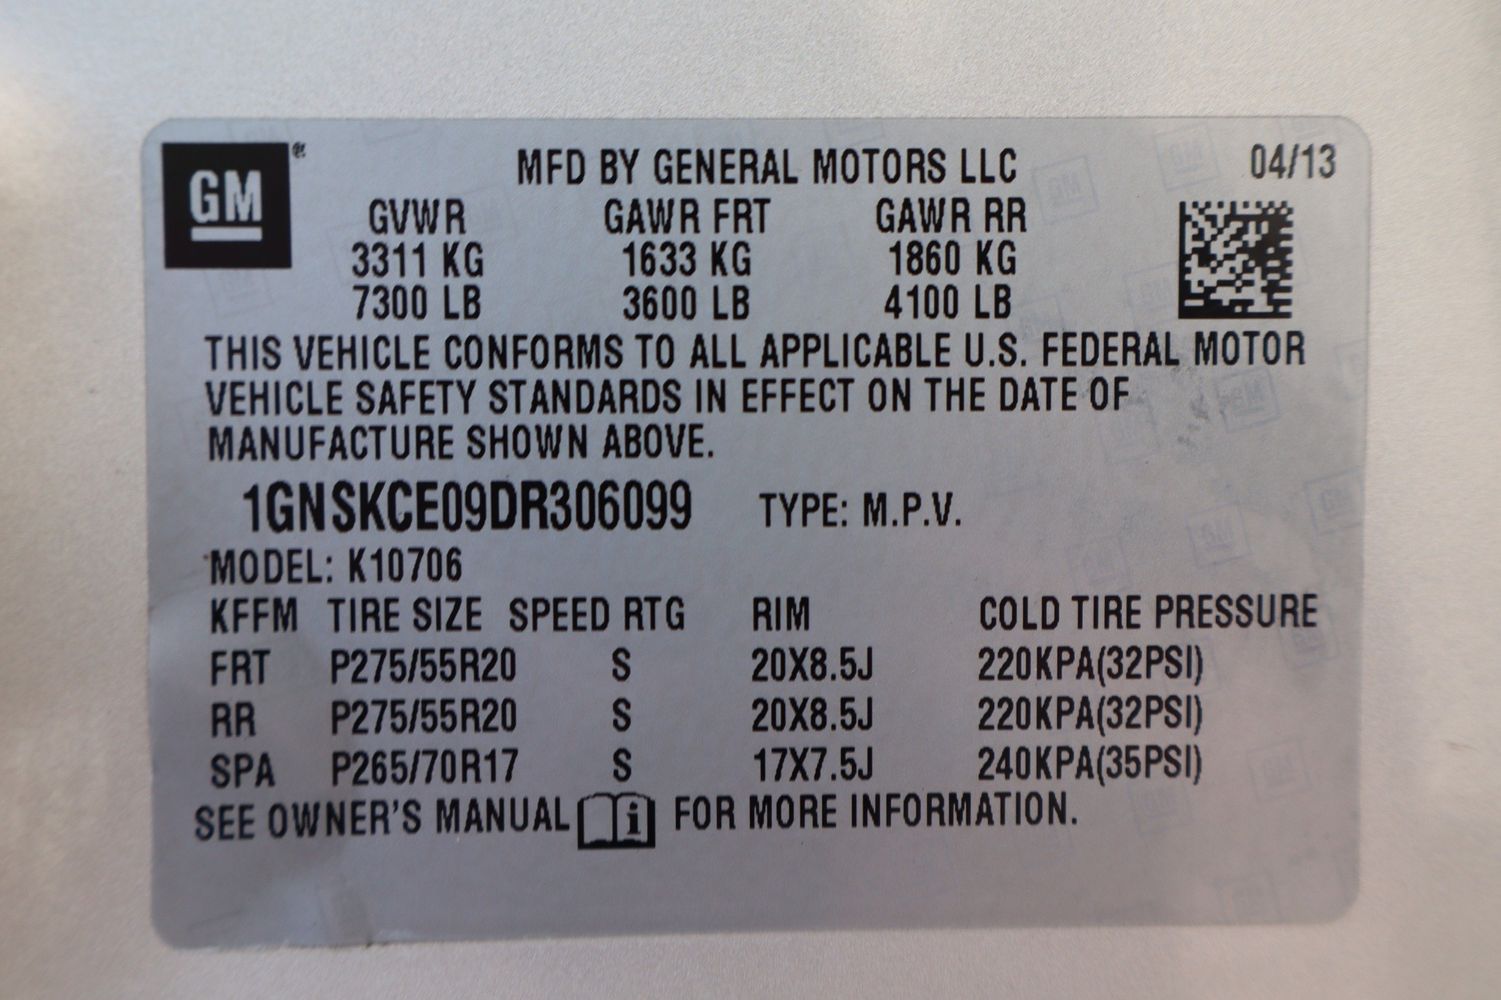 GM
MFD BY GENERAL MOTORS LLC 04/13
GVWR GAWR FRT GAWR RR
3311 KG 1633 KG 1860 KG
7300 LB 3600 LB 4100 LB
THIS VEHICLE CONFORMS TO ALL APPLICABLE U.S. FEDERAL MOTOR
VEHICLE SAFETY STANDARDS IN EFFECT ON THE DATE OF
MANUFACTURE SHOWN ABOVE.
1GNSKCE09DR306099 TYPE: M.P.V.
MODEL: K10706
KFFM TIRE SIZE SPEED RTG RIM COLD TIRE PRESSURE
FRT P275/55R20 S 20X8.5J 220KPA(32PSI)
RR P275/55R20 S 20X8.5J 220KPA(32PSI)
SPA P265/70R17 S 17X7.5J 240KPA(35PSI)
SEE OWNER'S MANUAL i FOR MORE INFORMATION.